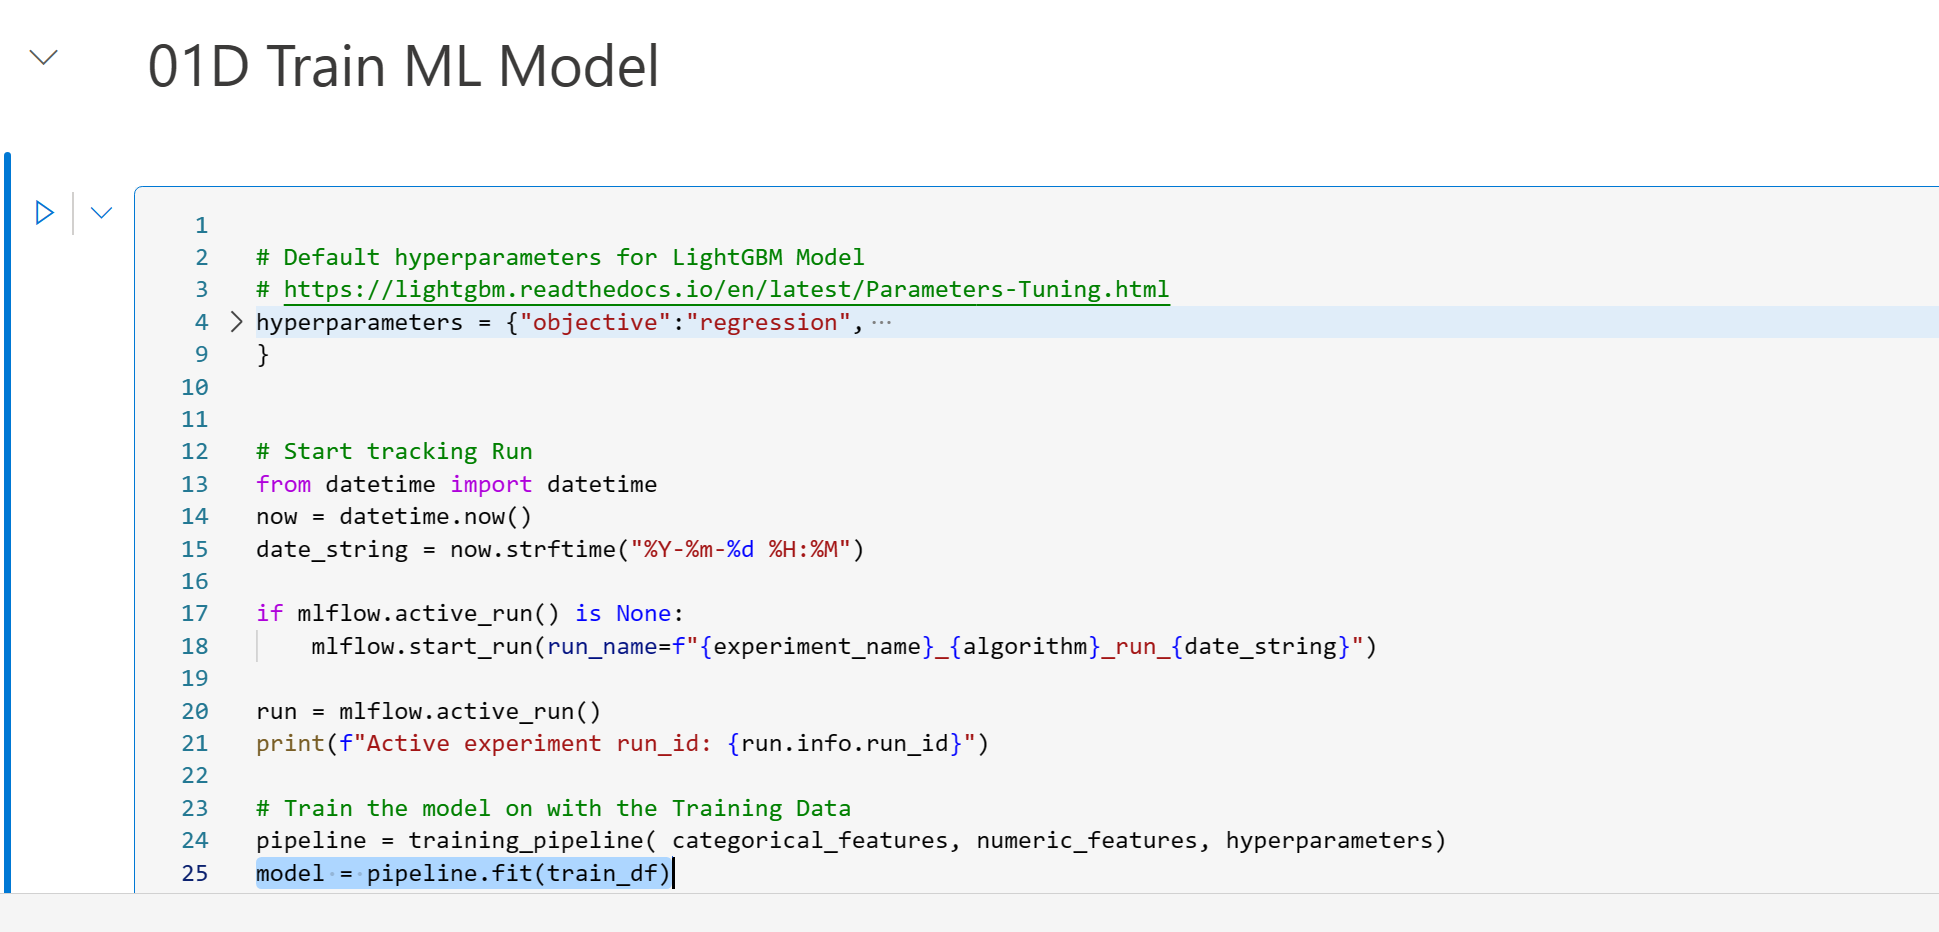 01D Train ML Model
1
2 # Default hyperparameters for LightGBM Model
3 # https://lightgbm.readthedocs.io/en/latest/Parameters-Tuning.html
4 hyperparameters = {"objective":"regression", ···
9 }
10
11
12 # Start tracking Run
13 from datetime import datetime
14 now = datetime.now()
15 date_string = now.strftime("%Y-%m-%d %H:%M")
16
17 if mlflow.active_run() is None:
18     mlflow.start_run(run_name=f"{experiment_name}_{algorithm}_run_{date_string}")
19
20 run = mlflow.active_run()
21 print(f"Active experiment run_id: {run.info.run_id}")
22
23 # Train the model on with the Training Data
24 pipeline = training_pipeline( categorical_features, numeric_features, hyperparameters)
25 model = pipeline.fit(train_df)